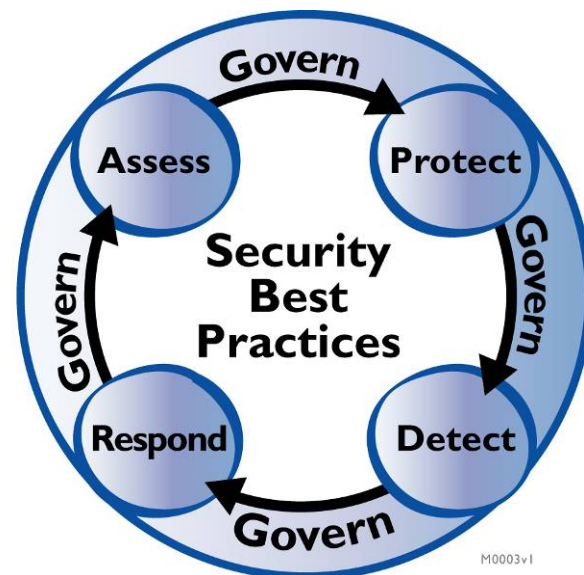 Govern
Assess
Protect
Security
Best
Practices
Govern
Govern
Respond
Detect
Govern
M0003v1